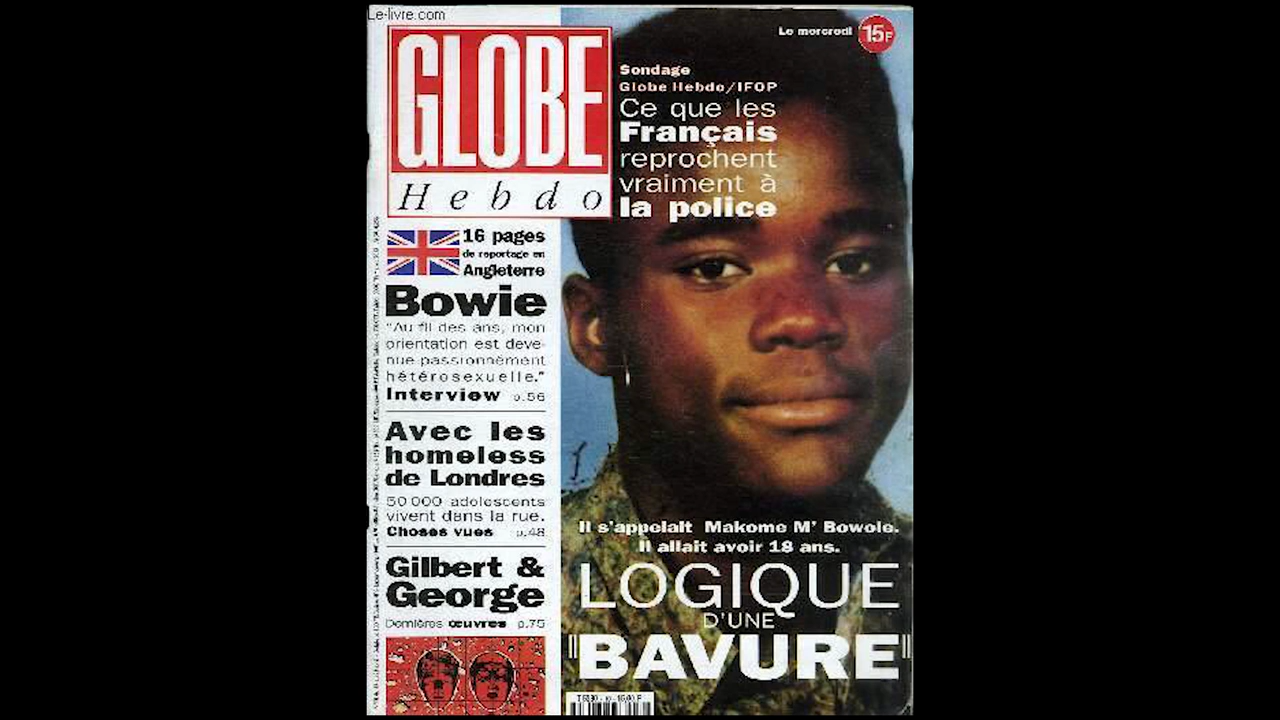 Le-livre.com
GLOBE
Hebdo
Le mercredi 15F
Sondage
Globe Hebdo/IFOP
Ce que les
Français
reprochent
vraiment à
la police
16 pages
de reportage en
Angleterre
Bowie
"Au fil des ans, mon
orientation est deve-
nue passionnément
hétérosexuelle."
Interview p.56
Avec les
homeless
de Londres
50 000 adolescents
vivent dans la rue.
Choses vues p.48
Gilbert &
George
Dernières œuvres p.75
Il s'appelait Makome M' Bowole.
Il allait avoir 18 ans.
LOGIQUE
D'UNE
"BAVURE"